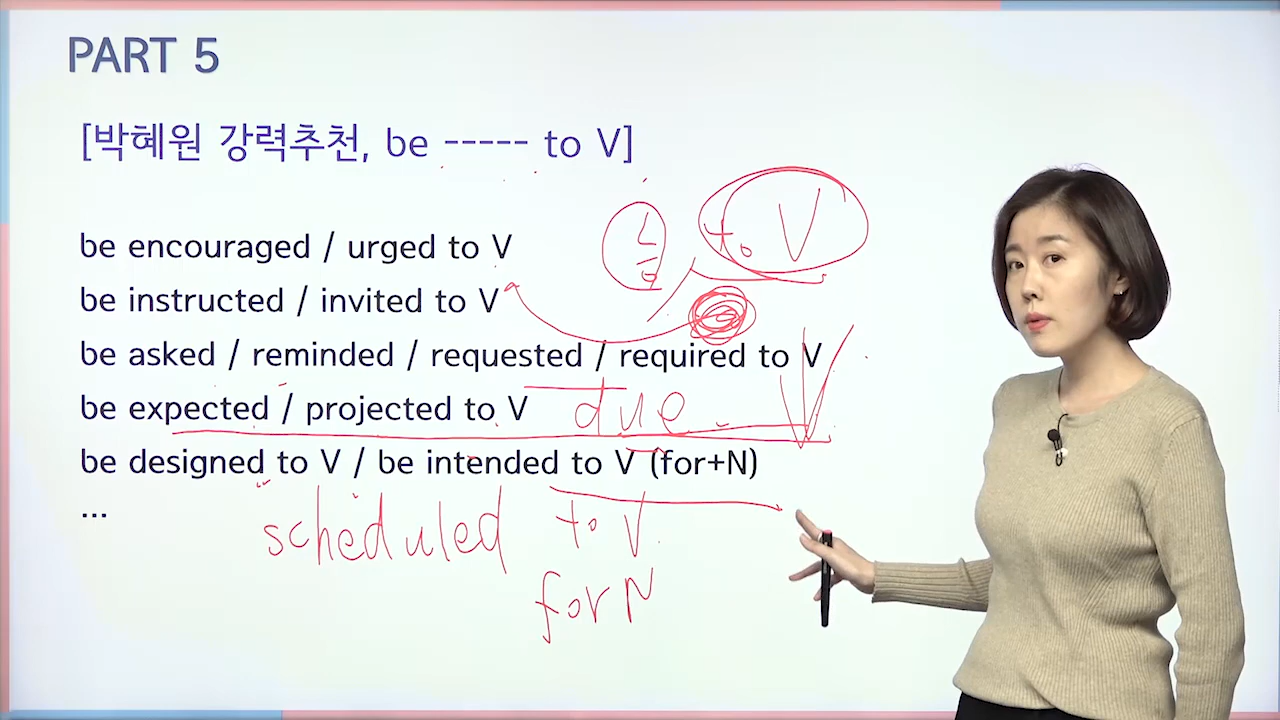 PART 5
[박혜원 강력추천, be ----- to V]
be encouraged / urged to V
to V
be instructed / invited to V
be asked / reminded / requested / required to V
be expected / projected to V
due
V
be designed to V / be intended to V (for+N)
...
scheduled to V
for N